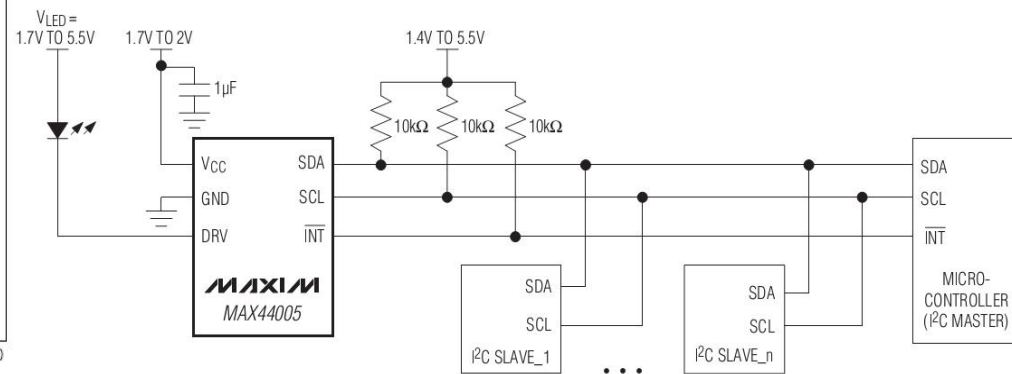 VLED =
1.7V TO 5.5V
1.7V TO 2V
1µF
1.4V TO 5.5V
10kΩ
10kΩ
10kΩ
VCC
GND
DRV
SDA
SCL
INT
MAXIM
MAX44005
SDA
SCL
I²C SLAVE_1
• • •
SDA
SCL
I²C SLAVE_n
SDA
SCL
INT
MICRO-
CONTROLLER
(I²C MASTER)